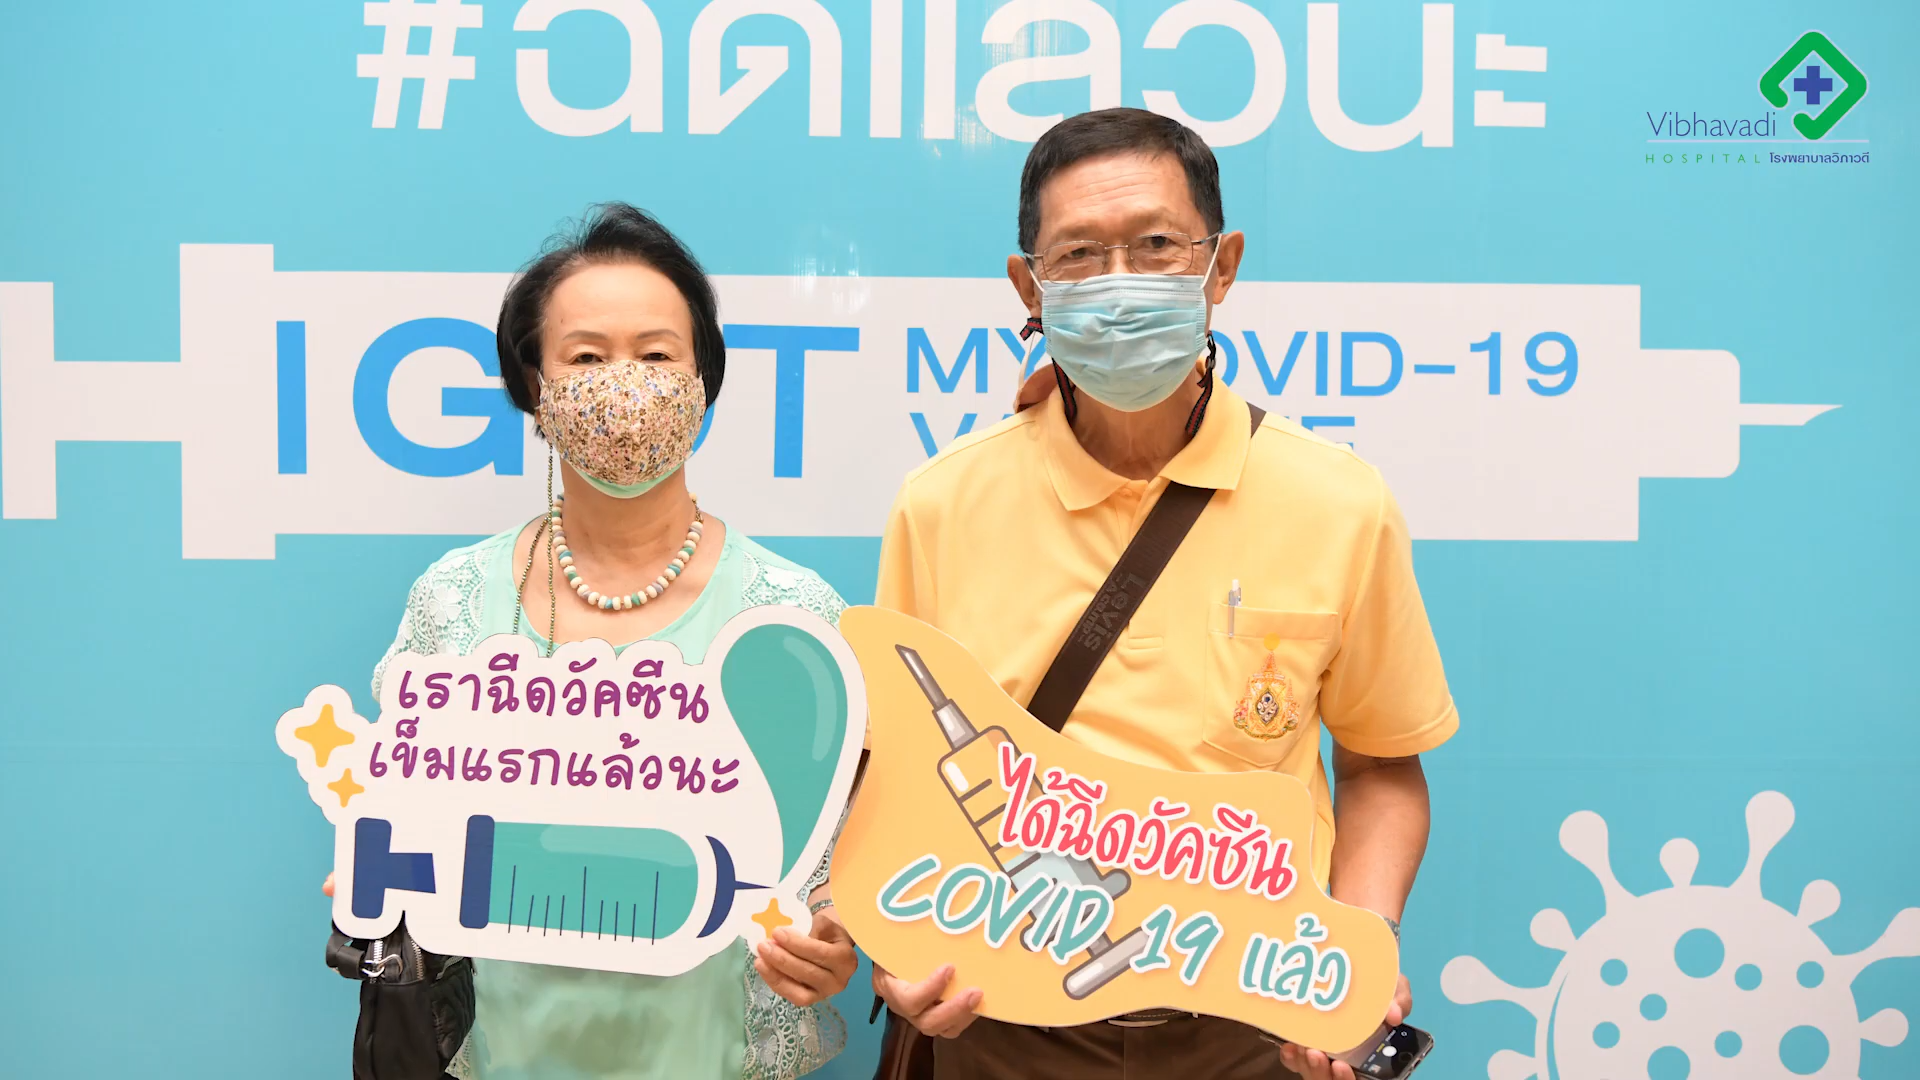 #ฉีดแล้วนะ
Vibhavadi
HOSPITAL โรงพยาบาลวิภาวดี
MY COVID-19
เราฉีดวัคซีน
เข็มแรกแล้วนะ
ได้ฉีดวัคซีน
COVID 19 แล้ว